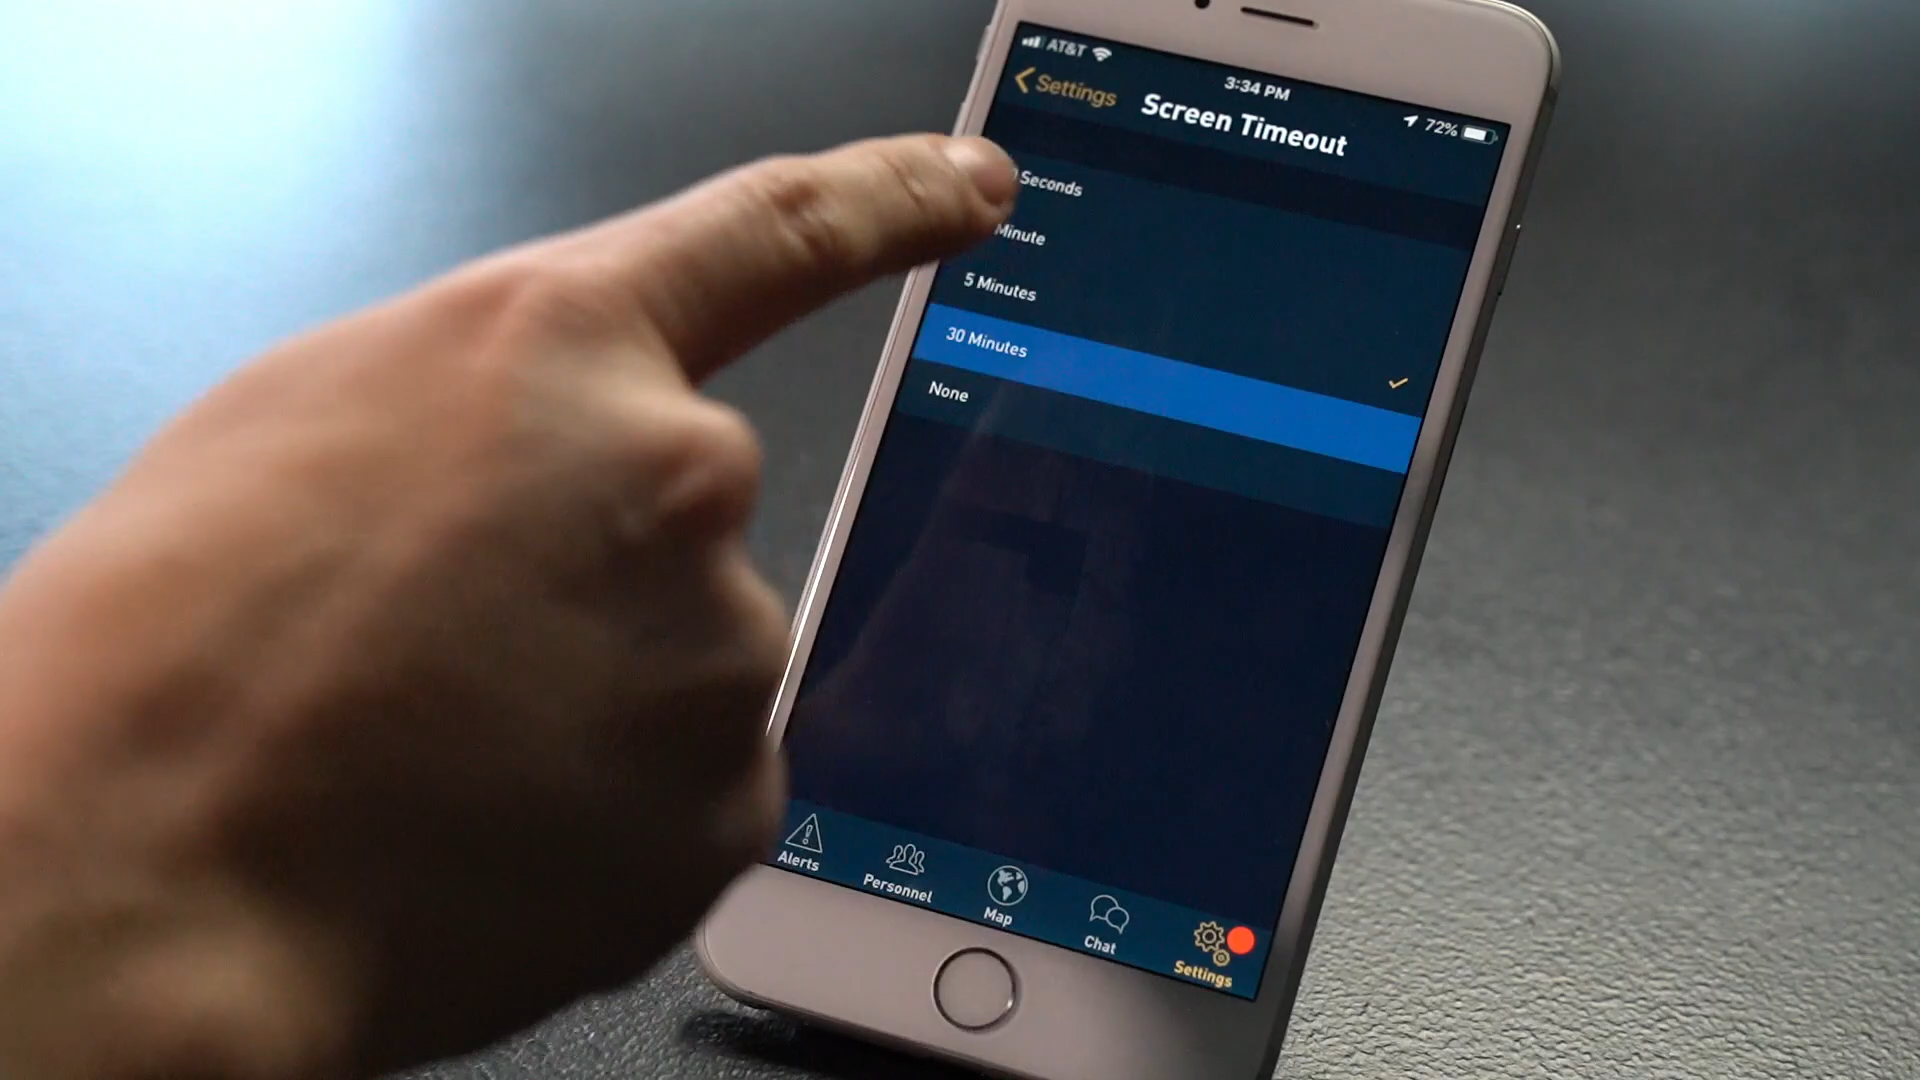 AT&T
3:34 PM
72%
Settings
Screen Timeout
Seconds
Minute
5 Minutes
30 Minutes
None
Alerts
Personnel
Map
Chat
Settings